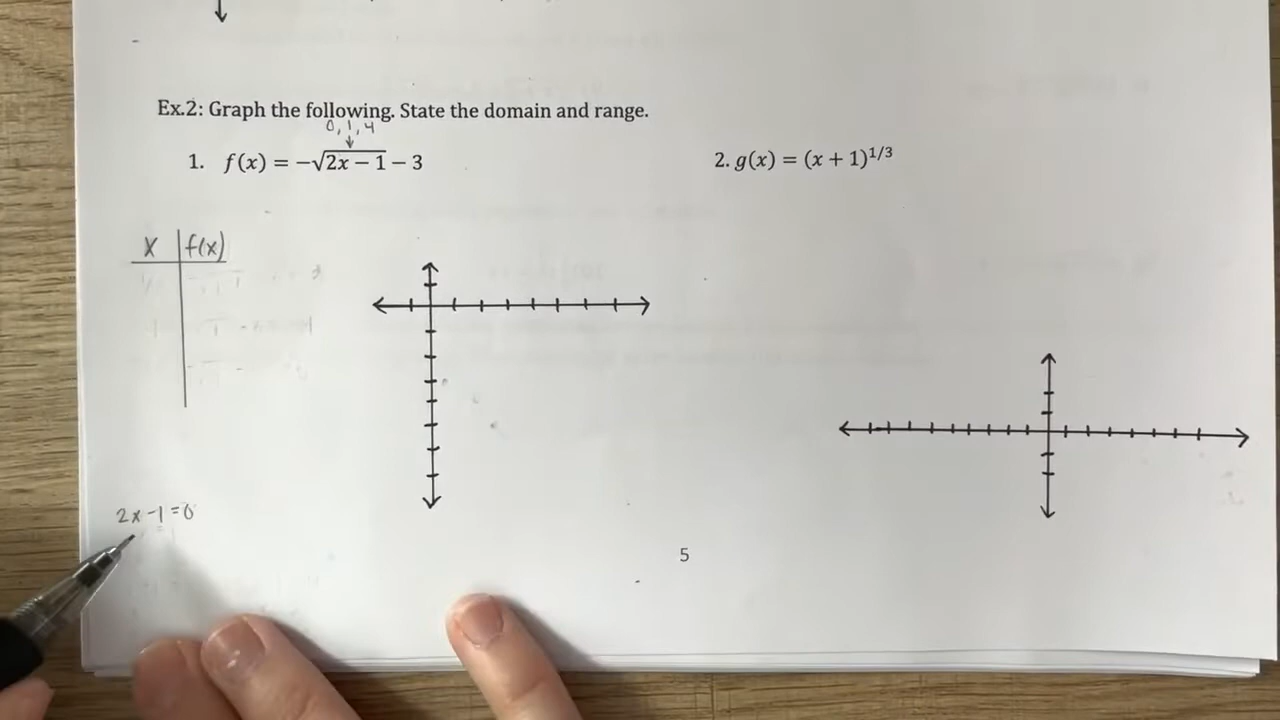 Ex.2: Graph the following. State the domain and range.
0, 1, 4
1. f(x) = −√(2x − 1) − 3
2. g(x) = (x + 1)^1/3
x f(x)
2x -1 = 0
5